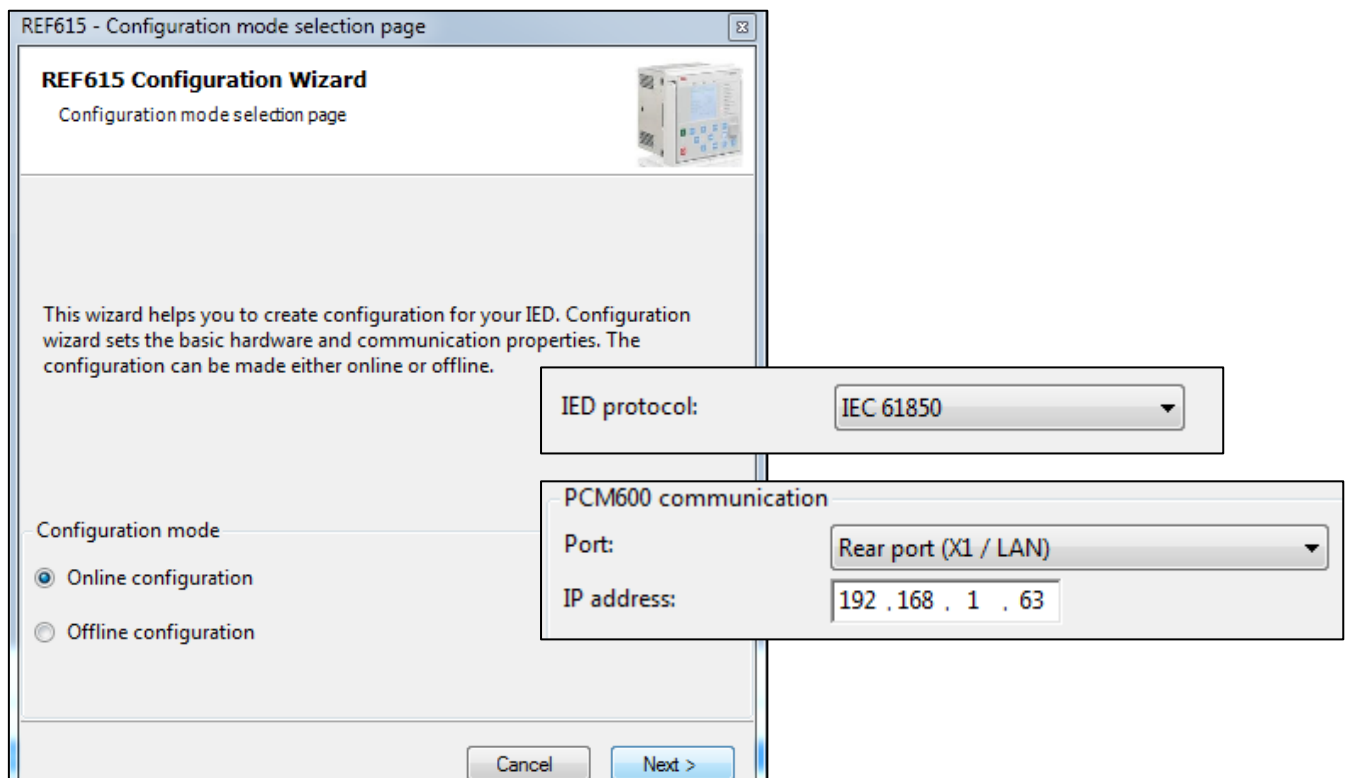 REF615 - Configuration mode selection page
REF615 Configuration Wizard
Configuration mode selection page
This wizard helps you to create configuration for your IED. Configuration
wizard sets the basic hardware and communication properties. The
configuration can be made either online or offline.
IED protocol: IEC 61850
PCM600 communication
Port: Rear port (X1 / LAN)
IP address: 192 . 168 . 1 . 63
Configuration mode
Online configuration
Offline configuration
Cancel Next >